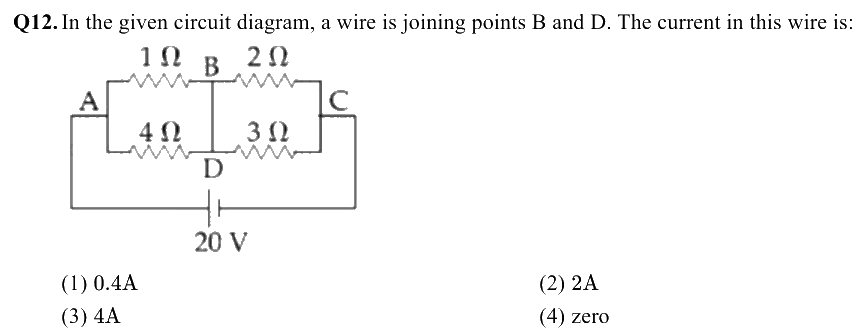 Q12. In the given circuit diagram, a wire is joining points B and D. The current in this wire is:
1 Ω B 2 Ω
A C
4 Ω 3 Ω
D
20 V
(1) 0.4A (2) 2A
(3) 4A (4) zero